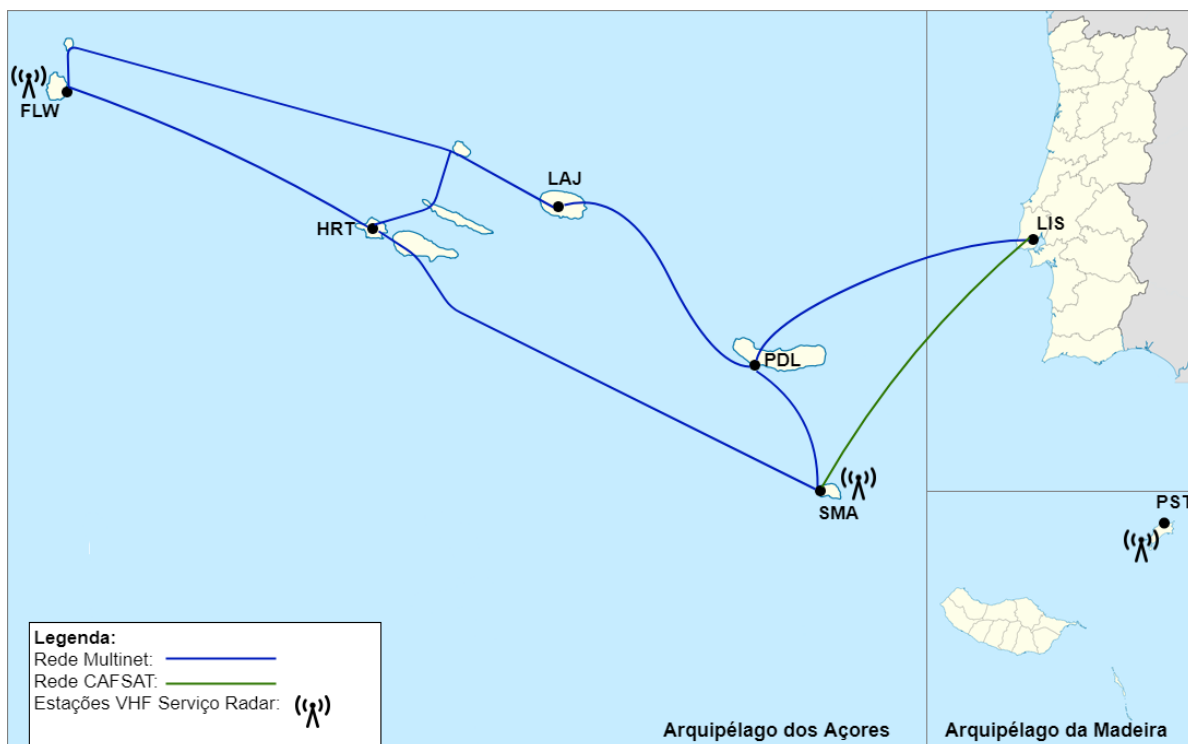 FLW
LAJ
HRT
LIS
PDL
SMA
PST
Legenda:
Rede Multinet:
Rede CAFSAT:
Estações VHF Serviço Radar:
Arquipélago dos Açores
Arquipélago da Madeira